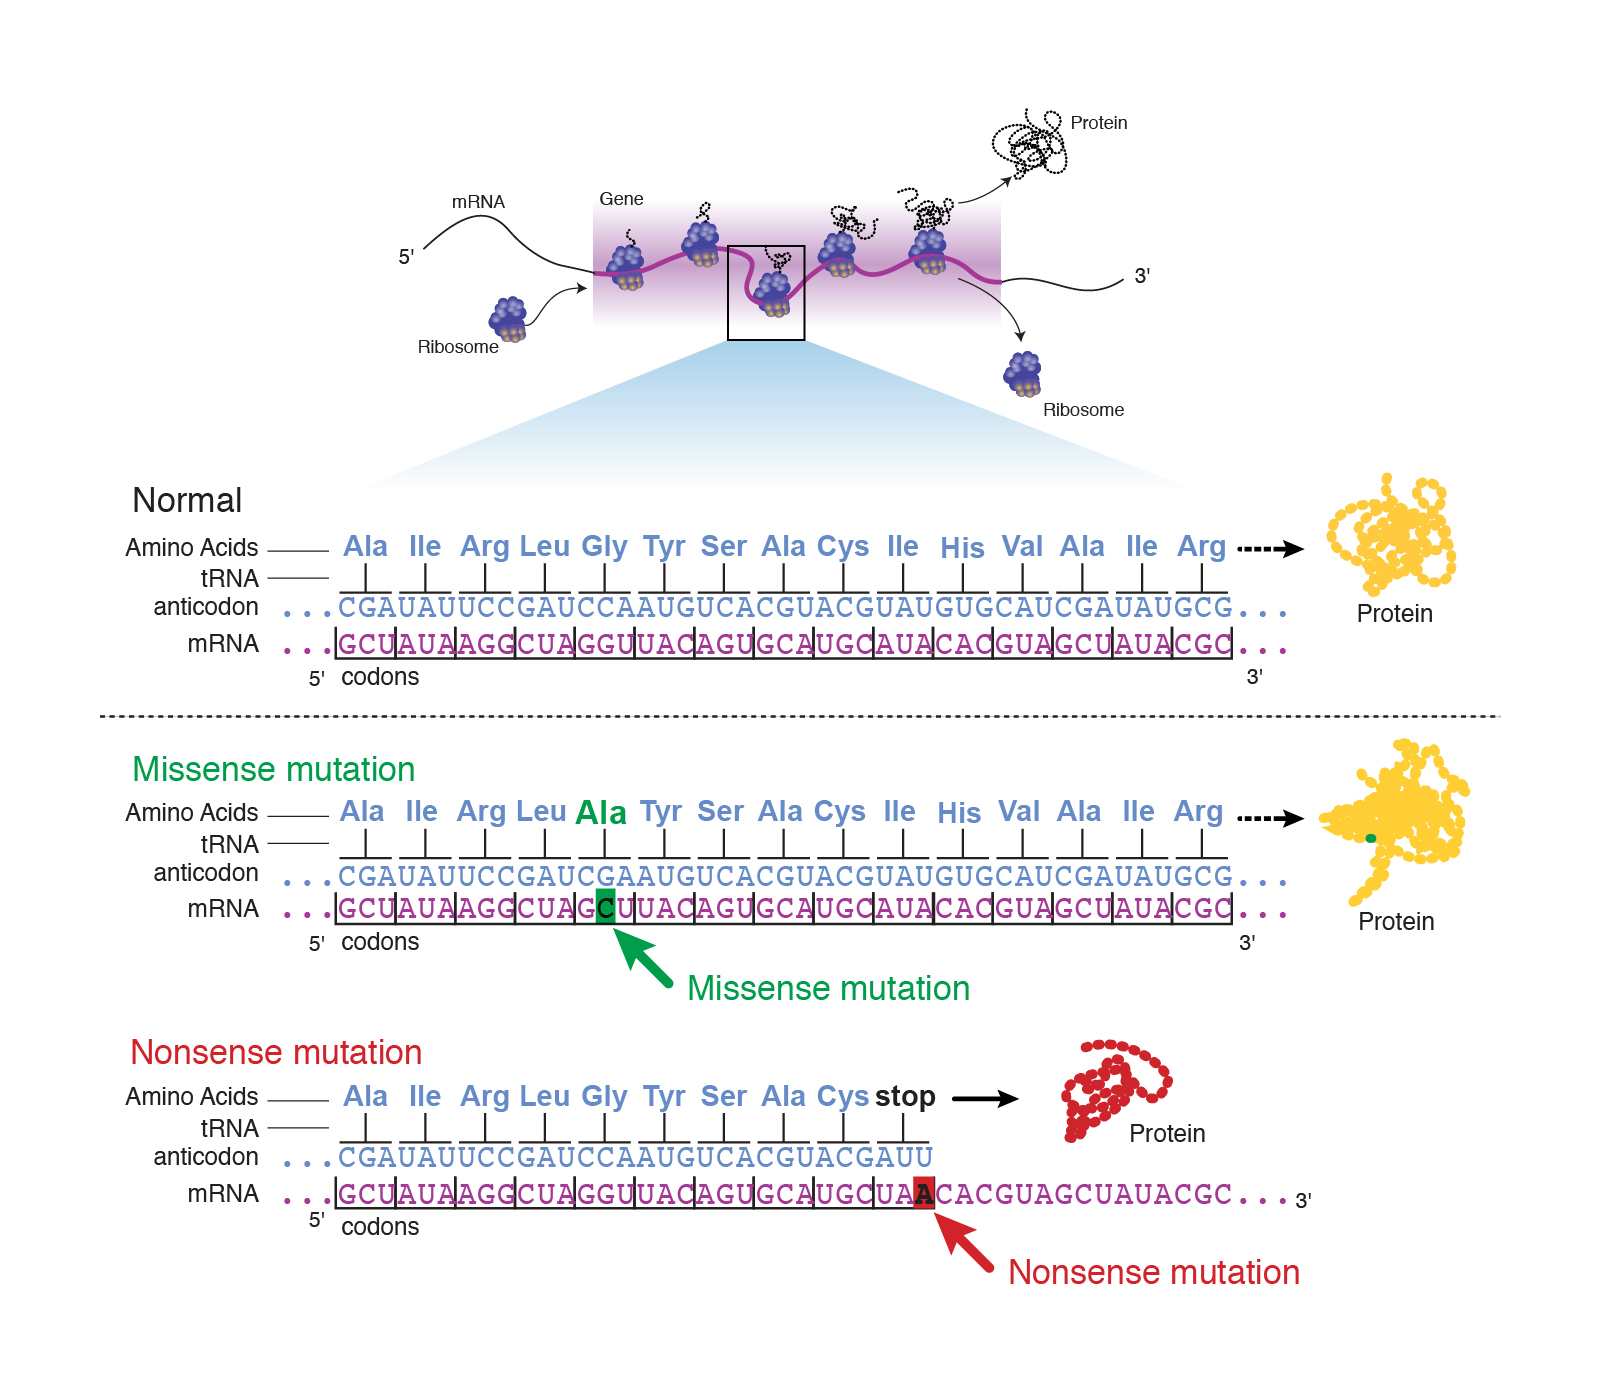 Protein
mRNA
Gene
5'
3'
Ribosome
Ribosome
Normal
Amino Acids Ala Ile Arg Leu Gly Tyr Ser Ala Cys Ile His Val Ala Ile Arg
tRNA
anticodon ...CGAUAUUCCGAUCCAAUGUCACGUACGUAUGUGCAUCGAUAUGCG...
Protein
mRNA ...GCUAUAAGGCUAGGUUACAGUGCAUGCAUACACGUAGCUAUACGC...
5' codons 3'
Missense mutation
Amino Acids Ala Ile Arg Leu Ala Tyr Ser Ala Cys Ile His Val Ala Ile Arg
tRNA
anticodon ...CGAUAUUCCGAUCGAAUGUCACGUACGUAUGUGCAUCGAUAUGCG...
mRNA ...GCUAUAAGGCUAGCUUACAGUGCAUGCAUACACGUAGCUAUACGC...
Protein
5' codons 3'
Missense mutation
Nonsense mutation
Amino Acids Ala Ile Arg Leu Gly Tyr Ser Ala Cys stop
tRNA
Protein
anticodon ...CGAUAUUCCGAUCCAAUGUCACGUACGAUU
mRNA ...GCUAUAAGGCUAGGUUACAGUGCAUGCUAACACGUAGCUAUACGC... 3'
5' codons
Nonsense mutation